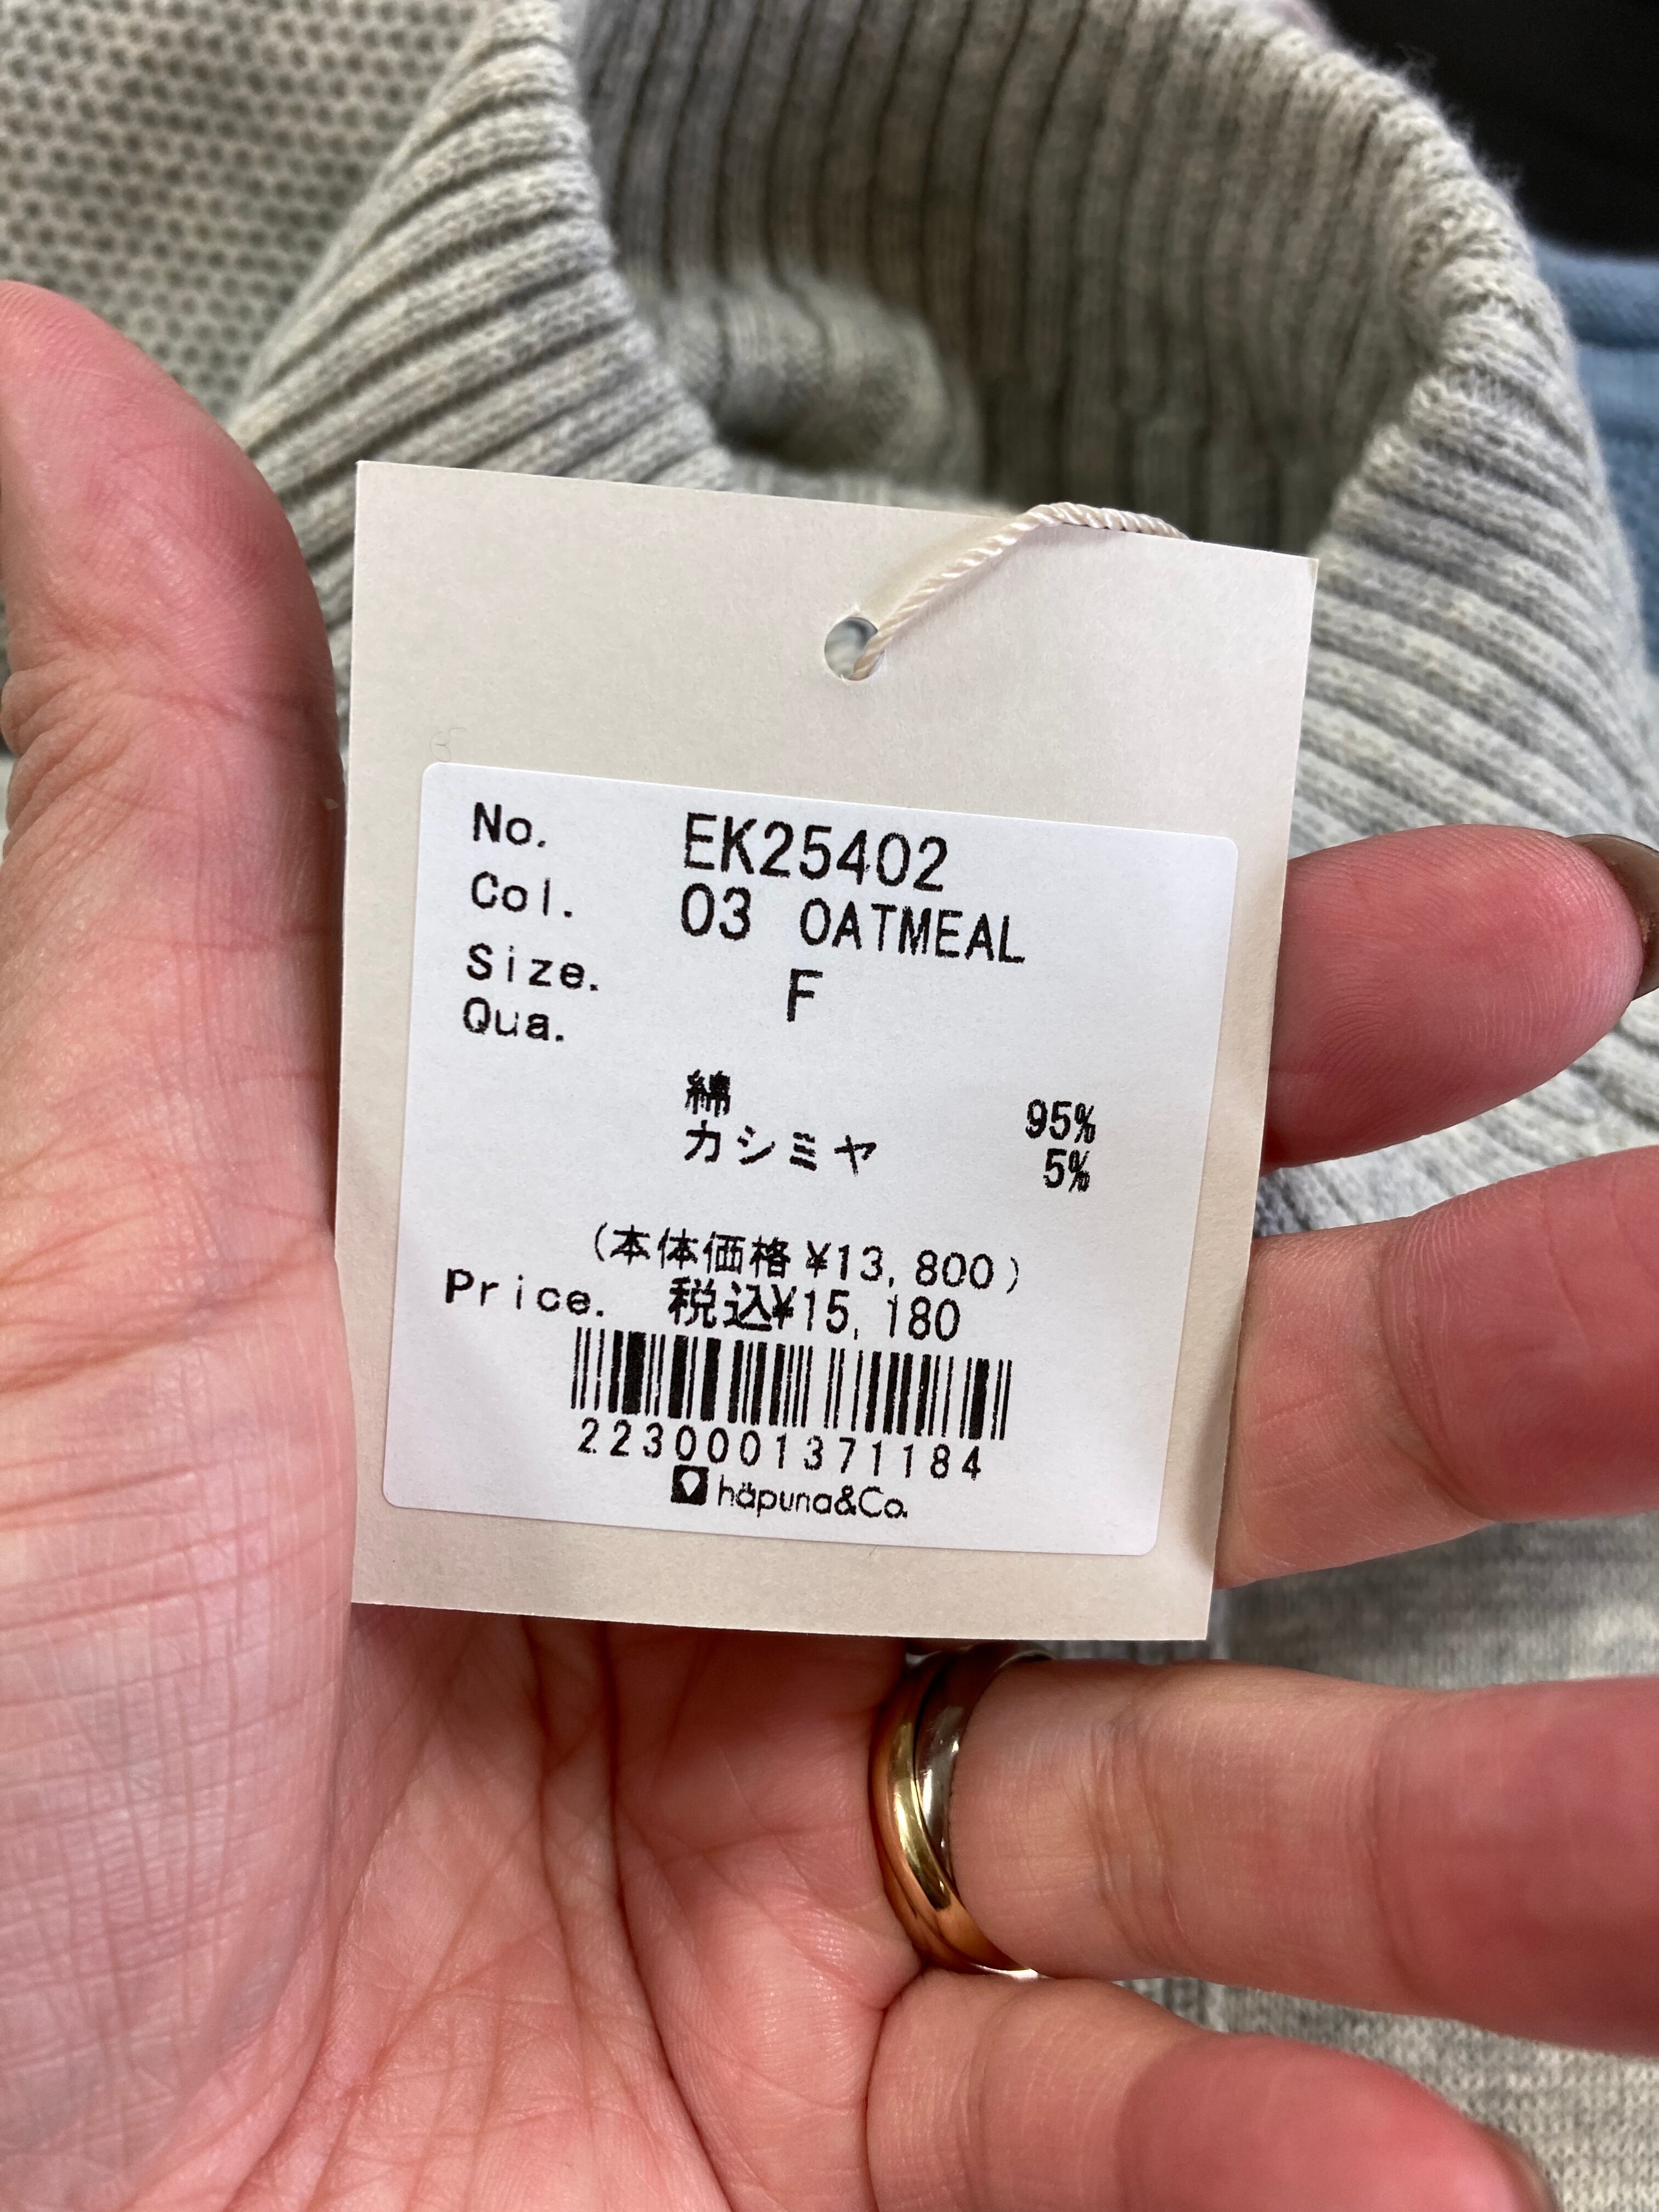 No. EK25402
Col. 03 OATMEAL
Size. F
Qua.
綿 95%
カシミヤ 5%
(本体価格¥13,800)
Price. 税込¥15,180
2230001371184
häpuna&Co.